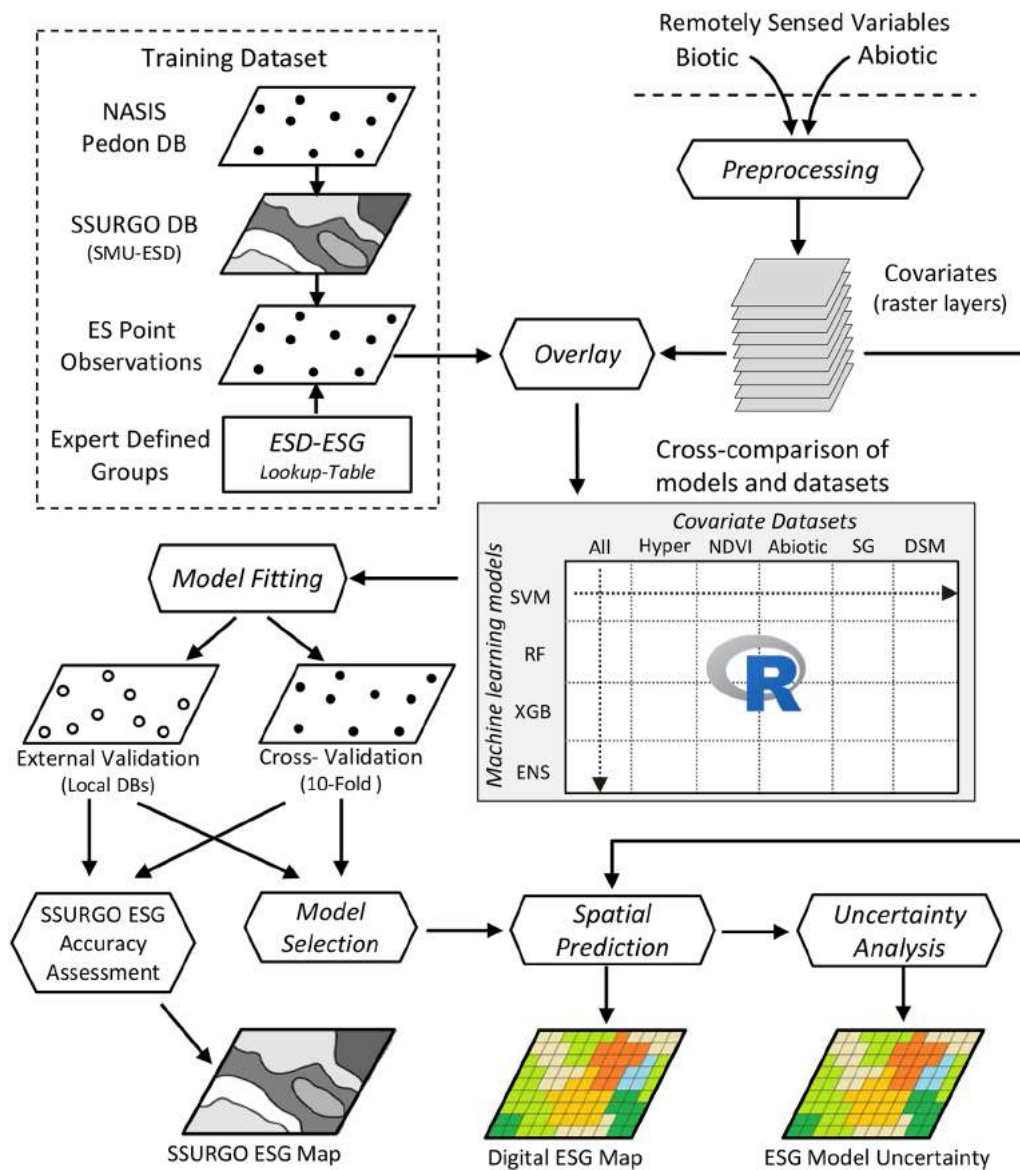 Training Dataset
NASIS
Pedon DB
SSURGO DB
(SMU-ESD)
ES Point
Observations
Expert Defined
Groups
ESD-ESG
Lookup-Table
Remotely Sensed Variables
Biotic
Abiotic
Preprocessing
Covariates
(raster layers)
Overlay
Cross-comparison of
models and datasets
Covariate Datasets
All Hyper NDVI Abiotic SG DSM
Machine learning models
SVM
RF
XGB
ENS
R
Model Fitting
External Validation
(Local DBs)
Cross- Validation
(10-Fold )
SSURGO ESG
Accuracy
Assessment
Model
Selection
Spatial
Prediction
Uncertainty
Analysis
SSURGO ESG Map
Digital ESG Map
ESG Model Uncertainty